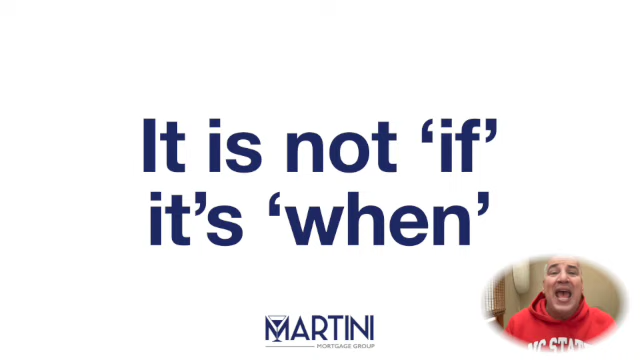 It is not ‘if’
it’s ‘when’
MARTINI
MORTGAGE GROUP